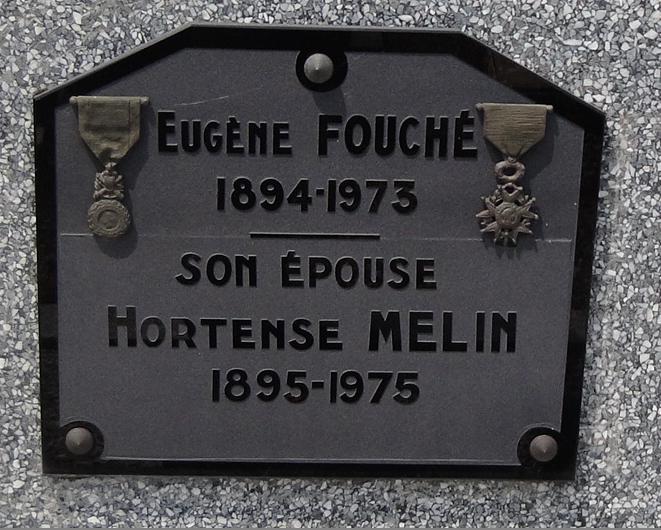 Eugène FOUCHÉ
1894-1973
SON ÉPOUSE
Hortense MELIN
1895-1975